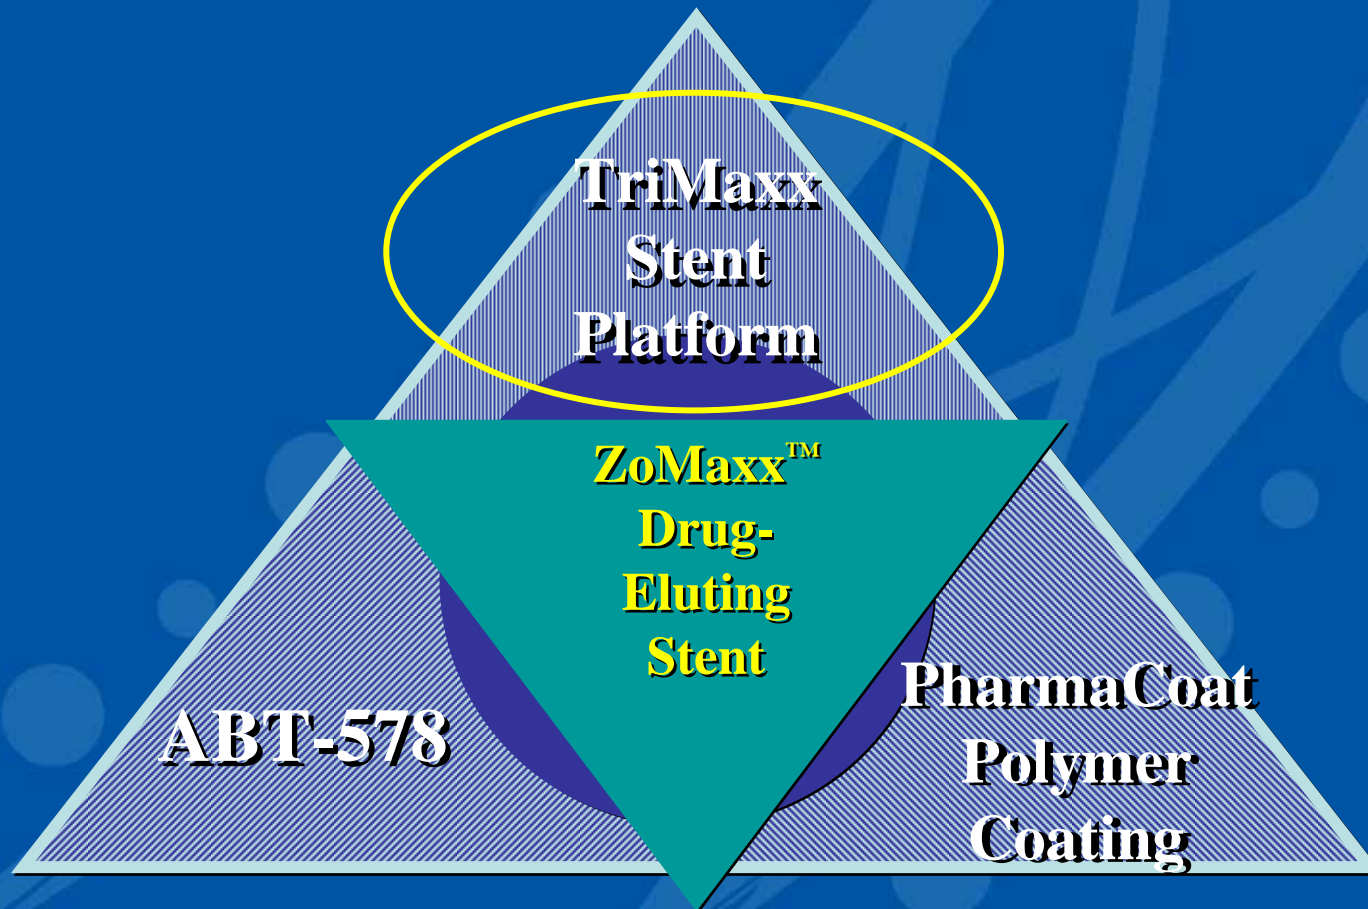 TriMaxx
Stent
Platform
ZoMaxx™
Drug-
Eluting
Stent
ABT-578
PharmaCoat
Polymer
Coating